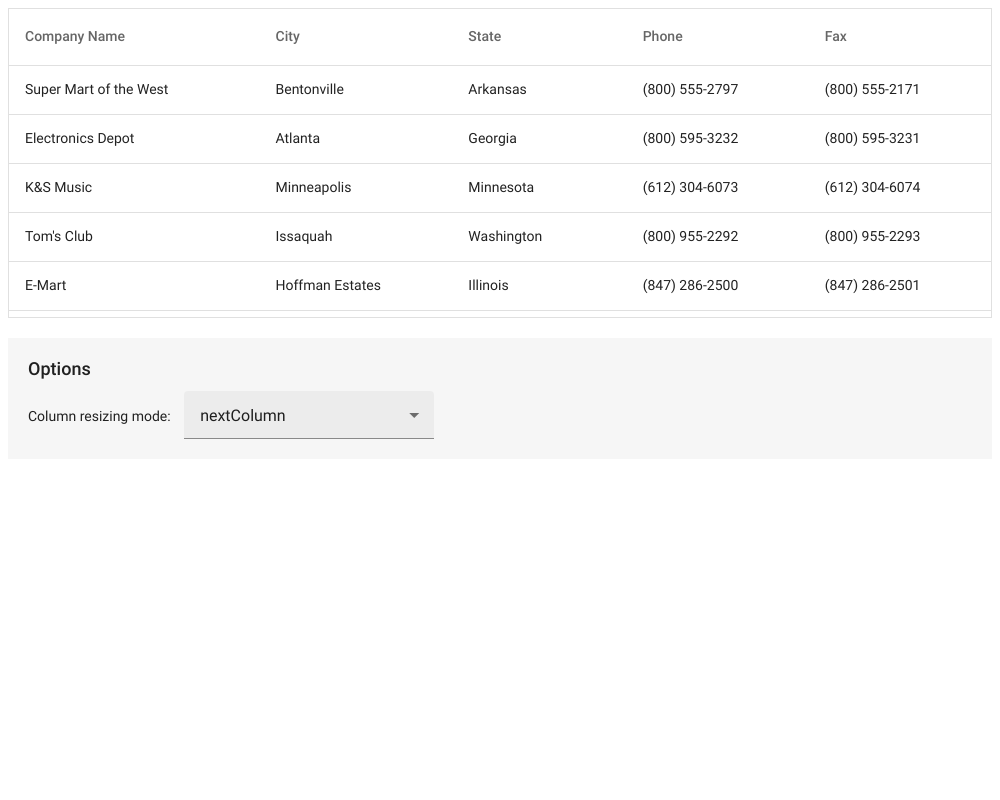 Company Name City State Phone Fax
Super Mart of the West Bentonville Arkansas (800) 555-2797 (800) 555-2171
Electronics Depot Atlanta Georgia (800) 595-3232 (800) 595-3231
K&S Music Minneapolis Minnesota (612) 304-6073 (612) 304-6074
Tom's Club Issaquah Washington (800) 955-2292 (800) 955-2293
E-Mart Hoffman Estates Illinois (847) 286-2500 (847) 286-2501
Options
Column resizing mode: nextColumn